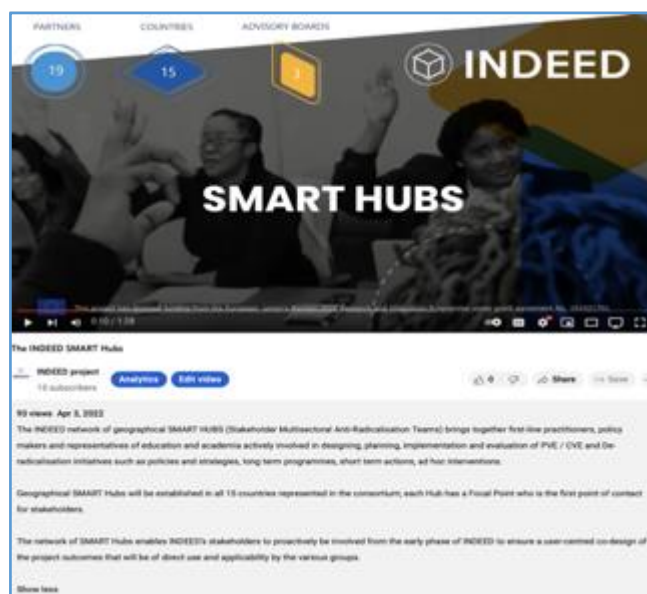 PARTNERS COUNTRIES ADVISORY BOARDS
19 15 3
INDEED
SMART HUBS
0:10 / 1:08
The INDEED SMART Hubs
INDEED project
Analytics Edit video
6 Share Save
subscribers
93 views Apr 5, 2022
The INDEED network of geographical SMART HUBS (Stakeholder Multisectoral Anti-Radicalisation Teams) brings together first-line practitioners, policy
makers and representatives of education and academia actively involved in designing, planning, implementation and evaluation of PVE / CVE and De-
radicalisation initiatives such as policies and strategies, long term programmes, short term actions, ad hoc interventions.
Geographical SMART Hubs will be established in all 15 countries represented in the consortium; each Hub has a Focal Point who is the first point of contact
for stakeholders.
The network of SMART Hubs enables INDEED's stakeholders to proactively be involved from the early phase of INDEED to ensure a user-centred co-design of
the project outcomes that will be of direct use and applicability by the various groups.
Show less